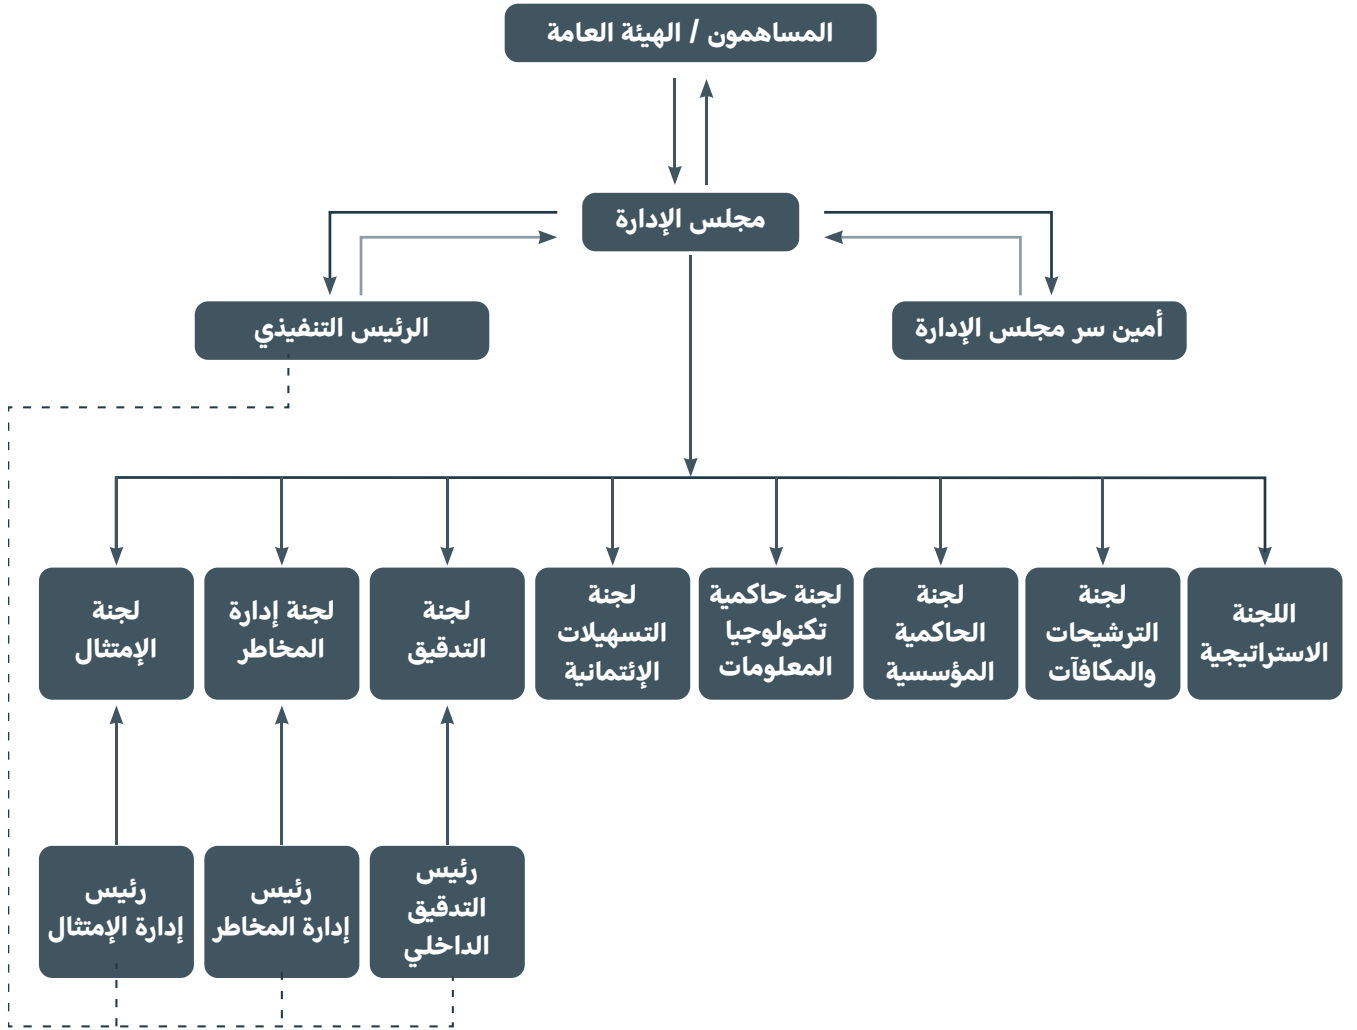 المساهمون / الهيئة العامة
مجلس الإدارة
أمين سر مجلس الإدارة
الرئيس التنفيذي
اللجنة
الاستراتيجية
لجنة
الترشيحات
والمكافآت
لجنة
الحاكمية
المؤسسية
لجنة حاكمية
تكنولوجيا
المعلومات
لجنة
التسهيلات
الإئتمانية
لجنة
التدقيق
لجنة إدارة
المخاطر
لجنة
الإمتثال
رئيس
التدقيق
الداخلي
رئيس
إدارة المخاطر
رئيس
إدارة الإمتثال